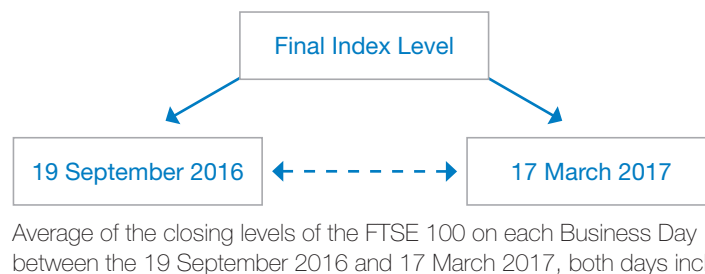 Final Index Level
19 September 2016
17 March 2017
Average of the closing levels of the FTSE 100 on each Business Day
between the 19 September 2016 and 17 March 2017, both days